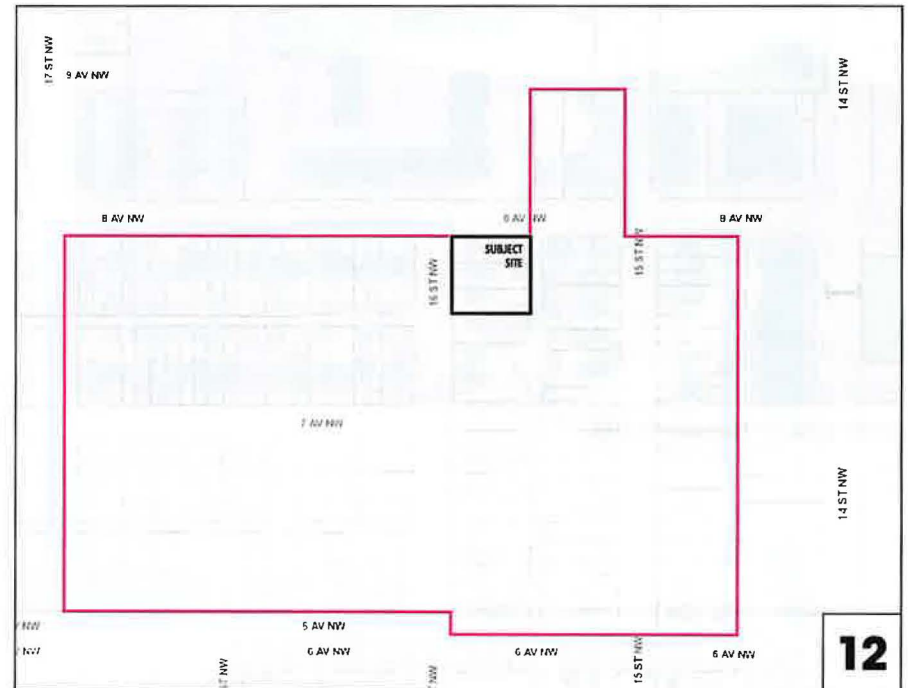 17 ST NW
9 AV NW
14 ST NW
8 AV NW
8 AV NW
8 AV NW
SUBJECT
SITE
16 ST NW
15 ST NW
7 AV NW
14 ST NW
5 AV NW
6 AV NW
6 AV NW
15 ST NW
6 AV NW
ST NW
12